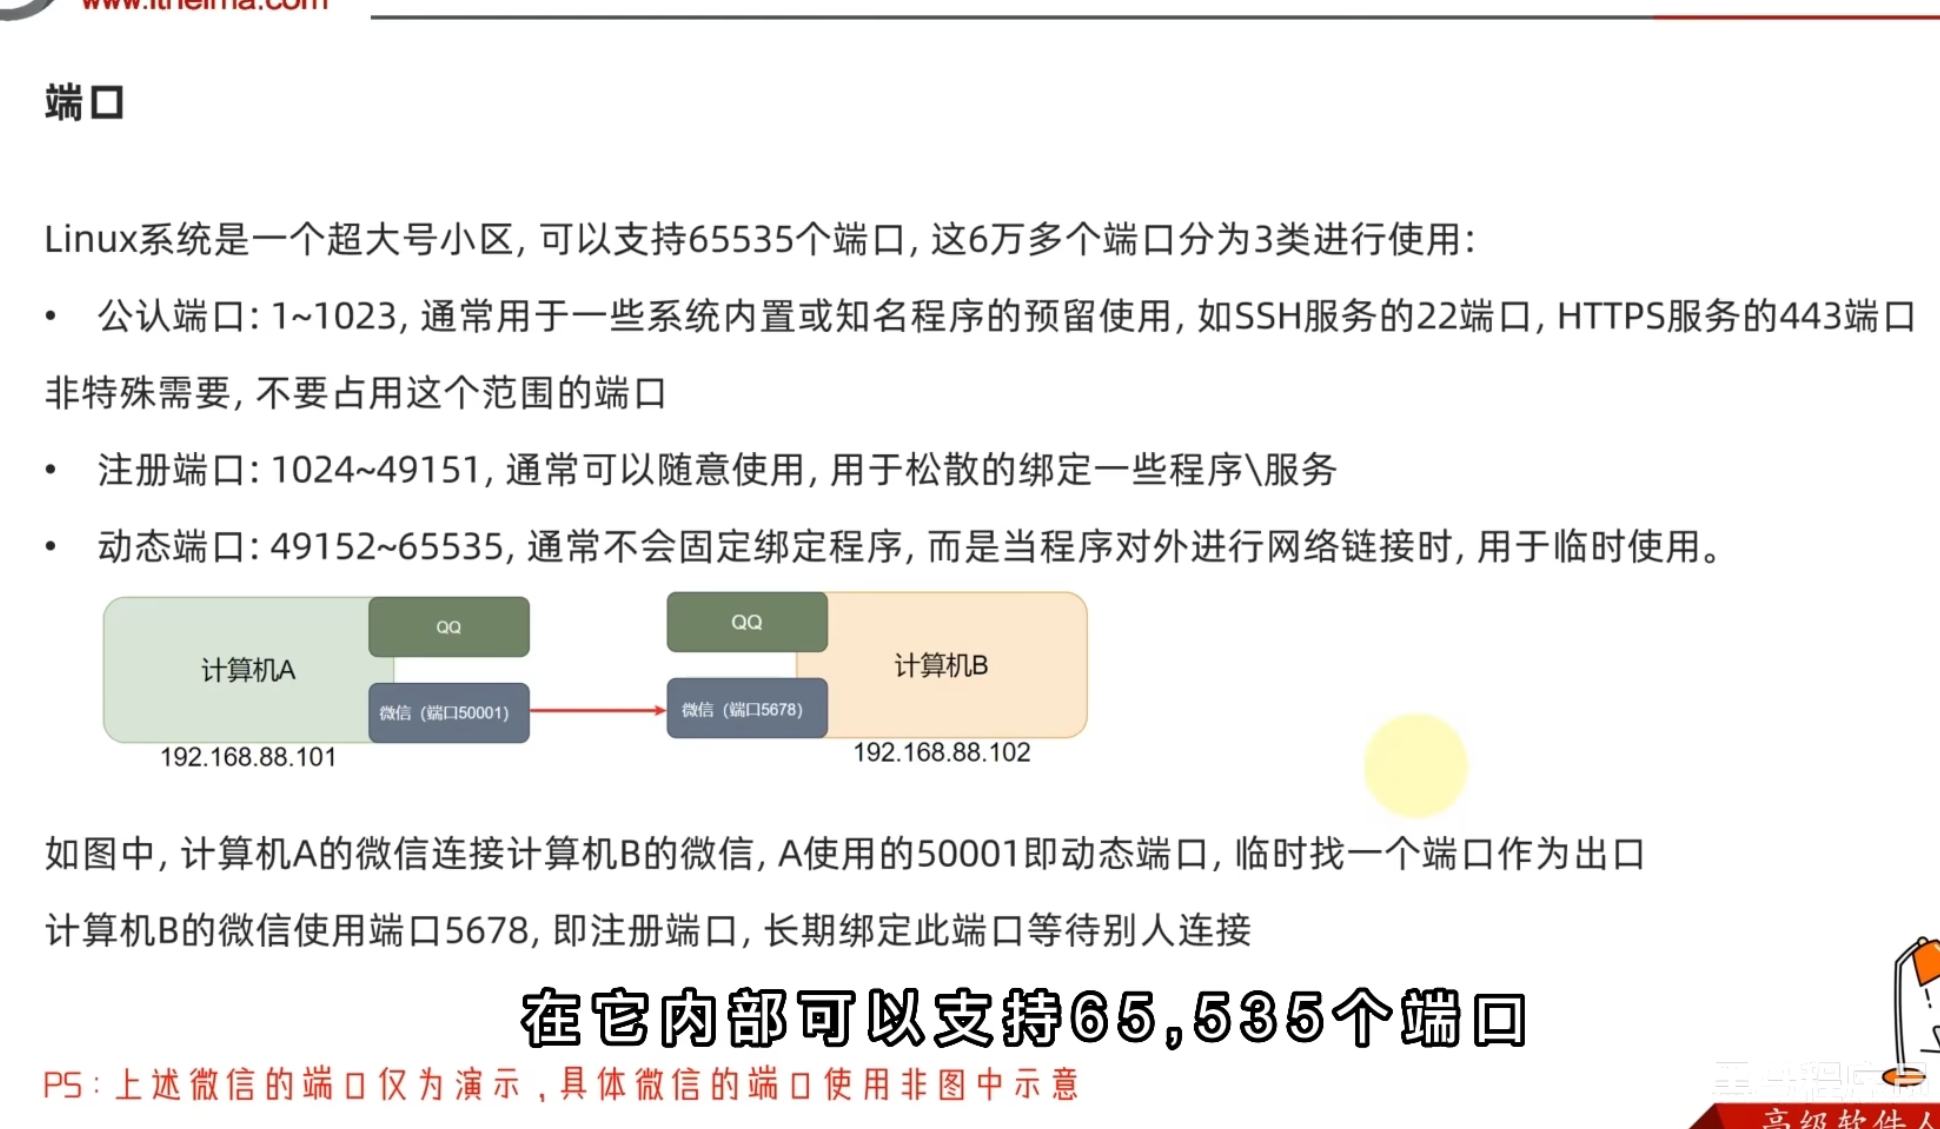 www.itheima.com
端口
Linux系统是一个超大号小区, 可以支持65535个端口, 这6万多个端口分为3类进行使用:
• 公认端口: 1~1023, 通常用于一些系统内置或知名程序的预留使用, 如SSH服务的22端口, HTTPS服务的443端口
非特殊需要, 不要占用这个范围的端口
• 注册端口: 1024~49151, 通常可以随意使用, 用于松散的绑定一些程序\服务
• 动态端口: 49152~65535, 通常不会固定绑定程序, 而是当程序对外进行网络链接时, 用于临时使用。
QQ
QQ
计算机A
计算机B
微信（端口50001）
微信（端口5678）
192.168.88.101
192.168.88.102
如图中, 计算机A的微信连接计算机B的微信, A使用的50001即动态端口, 临时找一个端口作为出口
计算机B的微信使用端口5678, 即注册端口, 长期绑定此端口等待别人连接
在它内部可以支持65,535个端口
PS:上述微信的端口仅为演示,具体微信的端口使用非图中示意
高级软件人